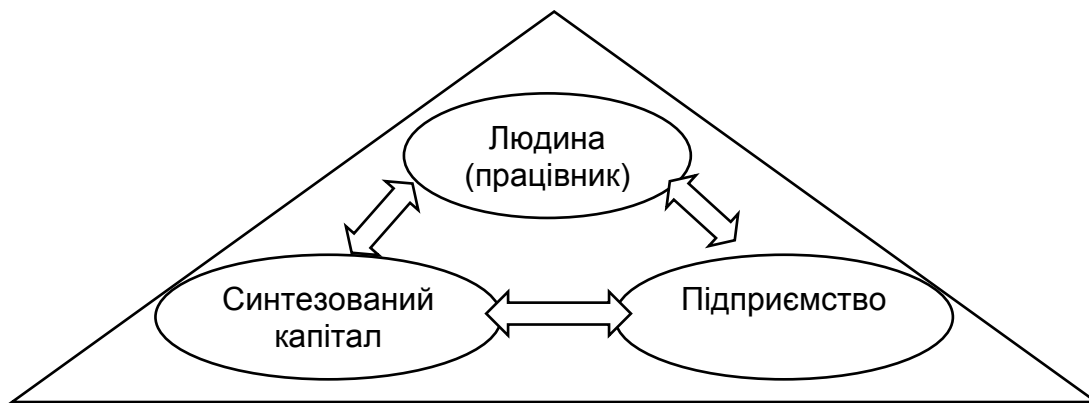 Людина
(працівник)
Синтезований
капітал
Підприємство